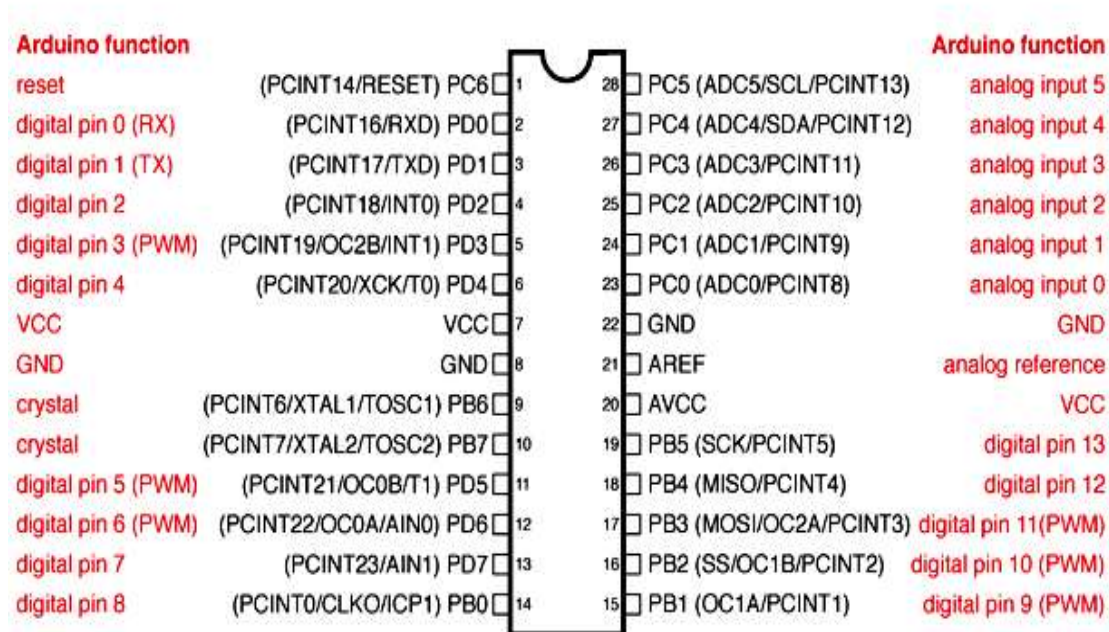 Arduino function Arduino function
reset (PCINT14/RESET) PC6 1 28 PC5 (ADC5/SCL/PCINT13) analog input 5
digital pin 0 (RX) (PCINT16/RXD) PD0 2 27 PC4 (ADC4/SDA/PCINT12) analog input 4
digital pin 1 (TX) (PCINT17/TXD) PD1 3 26 PC3 (ADC3/PCINT11) analog input 3
digital pin 2 (PCINT18/INT0) PD2 4 25 PC2 (ADC2/PCINT10) analog input 2
digital pin 3 (PWM) (PCINT19/OC2B/INT1) PD3 5 24 PC1 (ADC1/PCINT9) analog input 1
digital pin 4 (PCINT20/XCK/T0) PD4 6 23 PC0 (ADC0/PCINT8) analog input 0
VCC VCC 7 22 GND GND
GND GND 8 21 AREF analog reference
crystal (PCINT6/XTAL1/TOSC1) PB6 9 20 AVCC VCC
crystal (PCINT7/XTAL2/TOSC2) PB7 10 19 PB5 (SCK/PCINT5) digital pin 13
digital pin 5 (PWM) (PCINT21/OC0B/T1) PD5 11 18 PB4 (MISO/PCINT4) digital pin 12
digital pin 6 (PWM) (PCINT22/OC0A/AIN0) PD6 12 17 PB3 (MOSI/OC2A/PCINT3) digital pin 11(PWM)
digital pin 7 (PCINT23/AIN1) PD7 13 16 PB2 (SS/OC1B/PCINT2) digital pin 10 (PWM)
digital pin 8 (PCINT0/CLKO/ICP1) PB0 14 15 PB1 (OC1A/PCINT1) digital pin 9 (PWM)